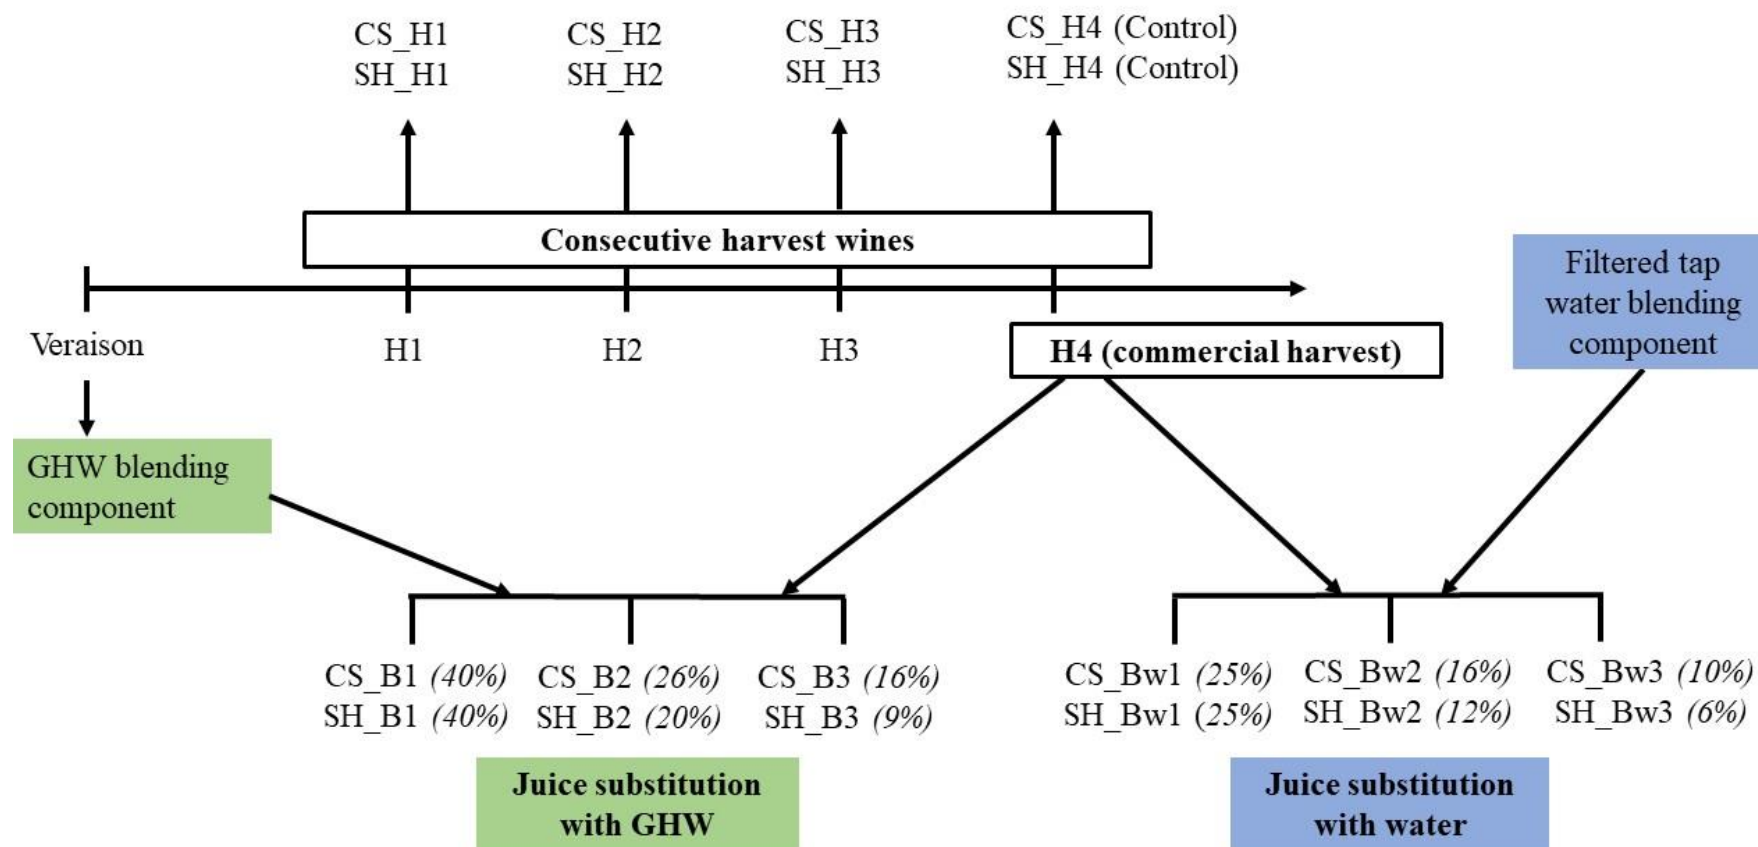 CS_H1
SH_H1
CS_H2
SH_H2
CS_H3
SH_H3
CS_H4 (Control)
SH_H4 (Control)
Consecutive harvest wines
Filtered tap
water blending
component
Veraison
H1
H2
H3
H4 (commercial harvest)
GHW blending
component
CS_B1 (40%)
SH_B1 (40%)
CS_B2 (26%)
SH_B2 (20%)
CS_B3 (16%)
SH_B3 (9%)
CS_Bw1 (25%)
SH_Bw1 (25%)
CS_Bw2 (16%)
SH_Bw2 (12%)
CS_Bw3 (10%)
SH_Bw3 (6%)
Juice substitution
with GHW
Juice substitution
with water